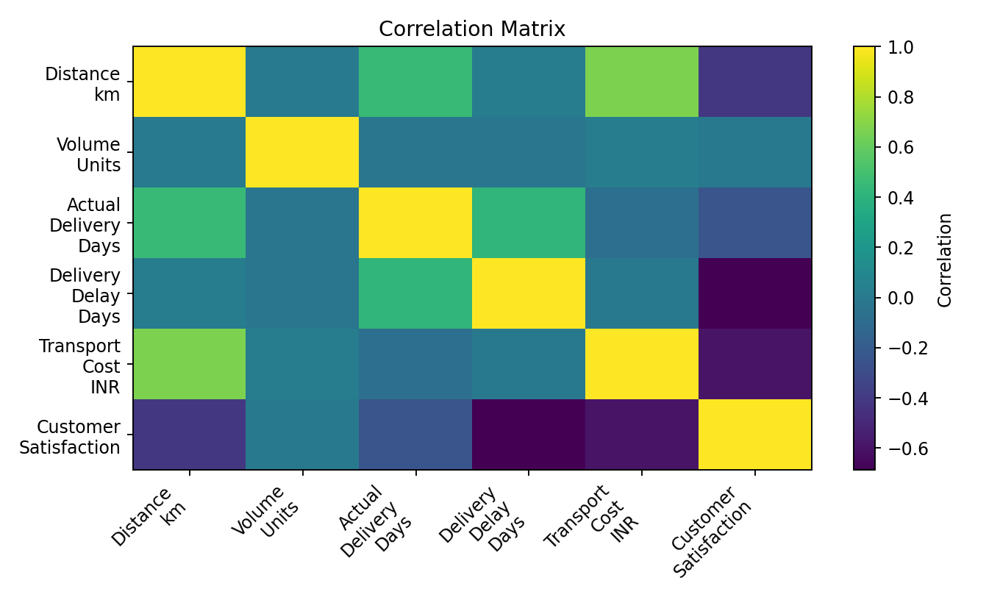 Correlation Matrix
Distance
km
Volume
Units
Actual
Delivery
Days
Delivery
Delay
Days
Transport
Cost
INR
Customer
Satisfaction
Distance
km
Volume
Units
Actual
Delivery
Days
Delivery
Delay
Days
Transport
Cost
INR
Customer
Satisfaction
1.0
0.8
0.6
0.4
0.2
0.0
−0.2
−0.4
−0.6
Correlation